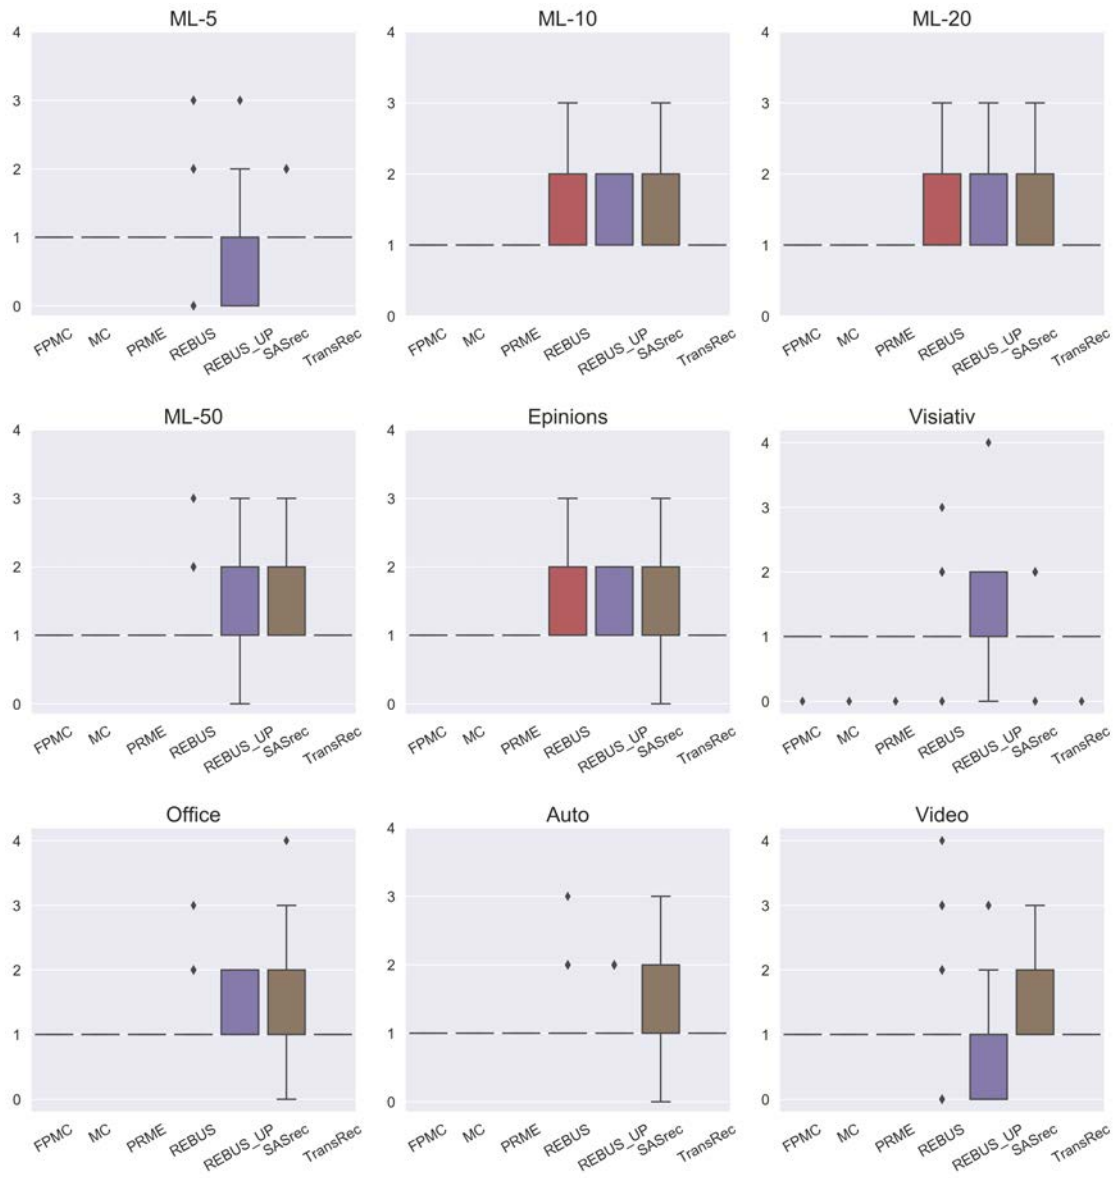 ML-5
4
3
2
1
0
FPMC MC PRME REBUS REBUS_UP SASrec TransRec
ML-10
4
3
2
1
0
FPMC MC PRME REBUS REBUS_UP SASrec TransRec
ML-20
4
3
2
1
0
FPMC MC PRME REBUS REBUS_UP SASrec TransRec
ML-50
4
3
2
1
0
FPMC MC PRME REBUS REBUS_UP SASrec TransRec
Epinions
4
3
2
1
0
FPMC MC PRME REBUS REBUS_UP SASrec TransRec
Visiativ
4
3
2
1
0
FPMC MC PRME REBUS REBUS_UP SASrec TransRec
Office
4
3
2
1
0
FPMC MC PRME REBUS REBUS_UP SASrec TransRec
Auto
4
3
2
1
0
FPMC MC PRME REBUS REBUS_UP SASrec TransRec
Video
4
3
2
1
0
FPMC MC PRME REBUS REBUS_UP SASrec TransRec